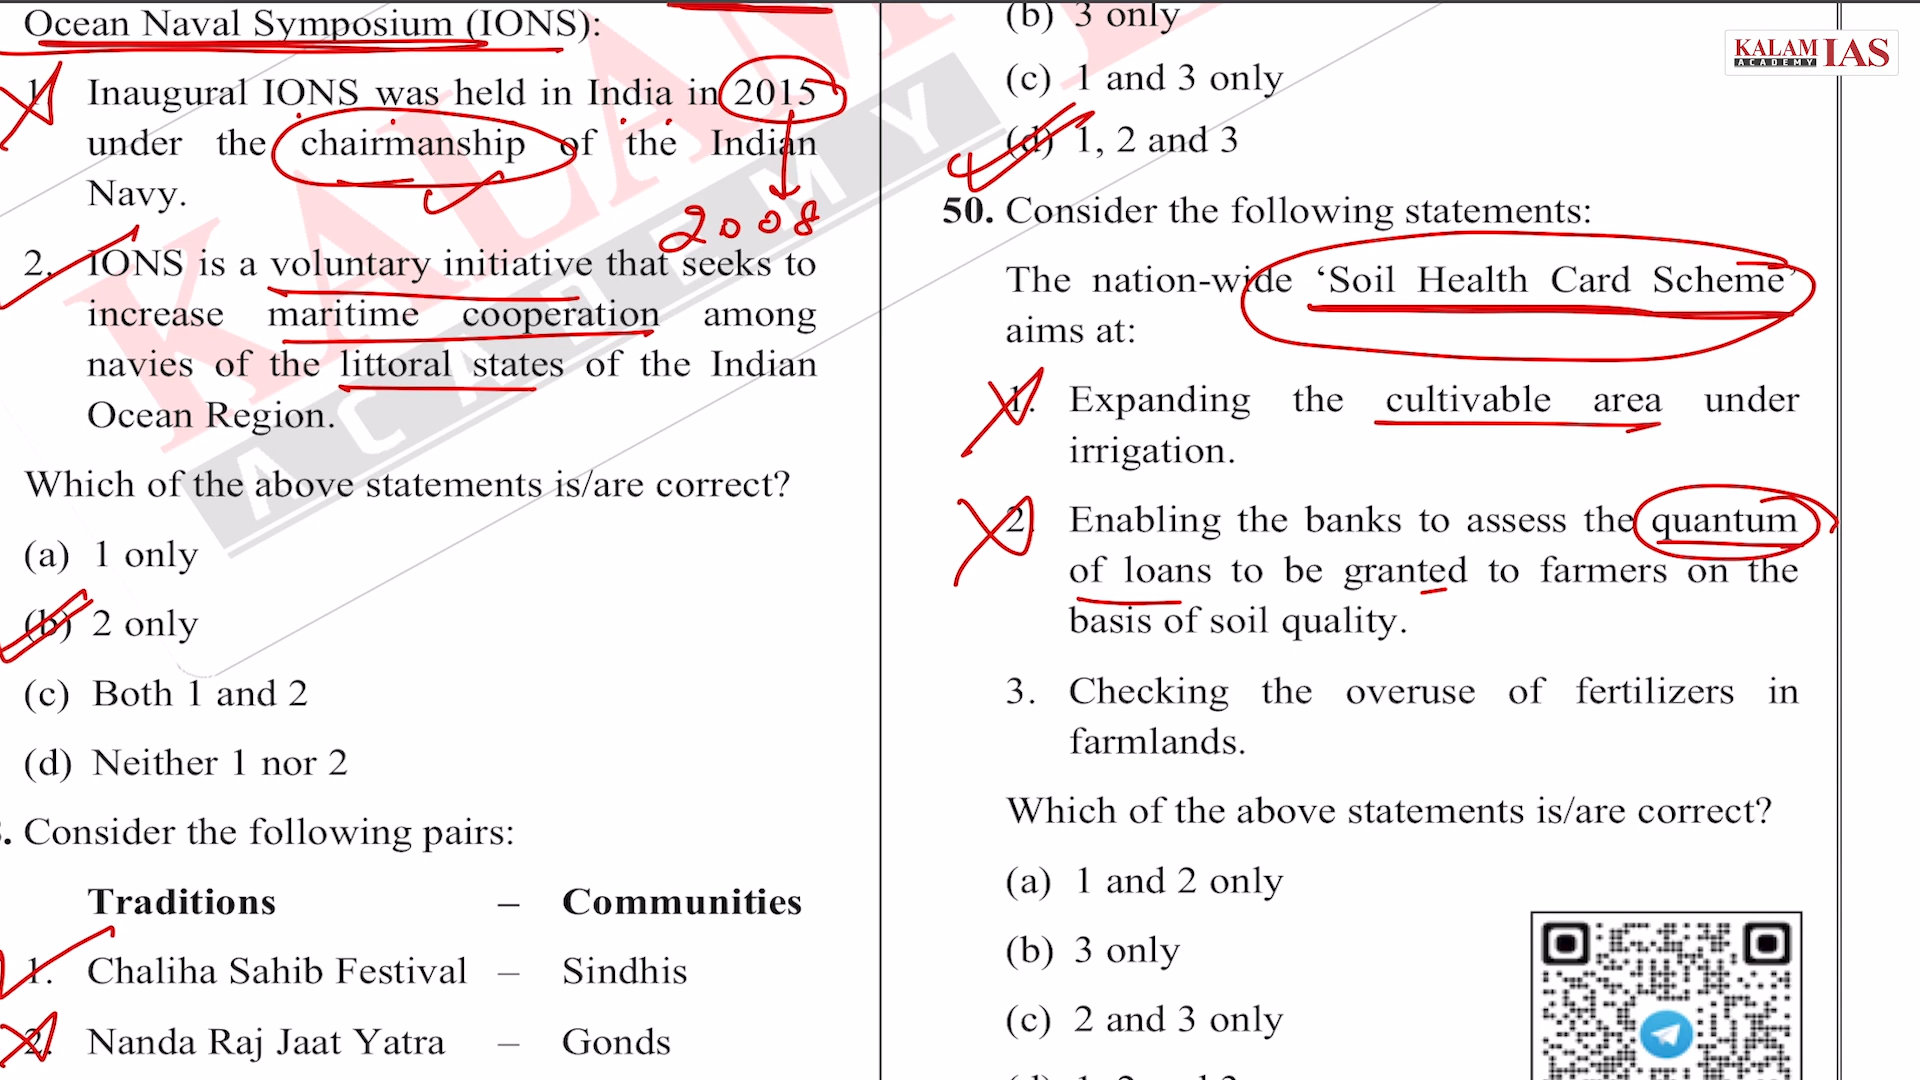 Ocean Naval Symposium (IONS):
1. Inaugural IONS was held in India in 2015
under the chairmanship of the Indian
Navy.
2008
2. IONS is a voluntary initiative that seeks to
increase maritime cooperation among
navies of the littoral states of the Indian
Ocean Region.
Which of the above statements is/are correct?
(a) 1 only
(b) 2 only
(c) Both 1 and 2
(d) Neither 1 nor 2
. Consider the following pairs:
Traditions – Communities
1. Chaliha Sahib Festival – Sindhis
2. Nanda Raj Jaat Yatra – Gonds
(b) 3 only
(c) 1 and 3 only
(d) 1, 2 and 3
50. Consider the following statements:
The nation-wide ‘Soil Health Card Scheme’
aims at:
1. Expanding the cultivable area under
irrigation.
2. Enabling the banks to assess the quantum
of loans to be granted to farmers on the
basis of soil quality.
3. Checking the overuse of fertilizers in
farmlands.
Which of the above statements is/are correct?
(a) 1 and 2 only
(b) 3 only
(c) 2 and 3 only
(d) 1, 2 and 3
KALAM IAS
ACADEMY
KALAM
ACADEMY